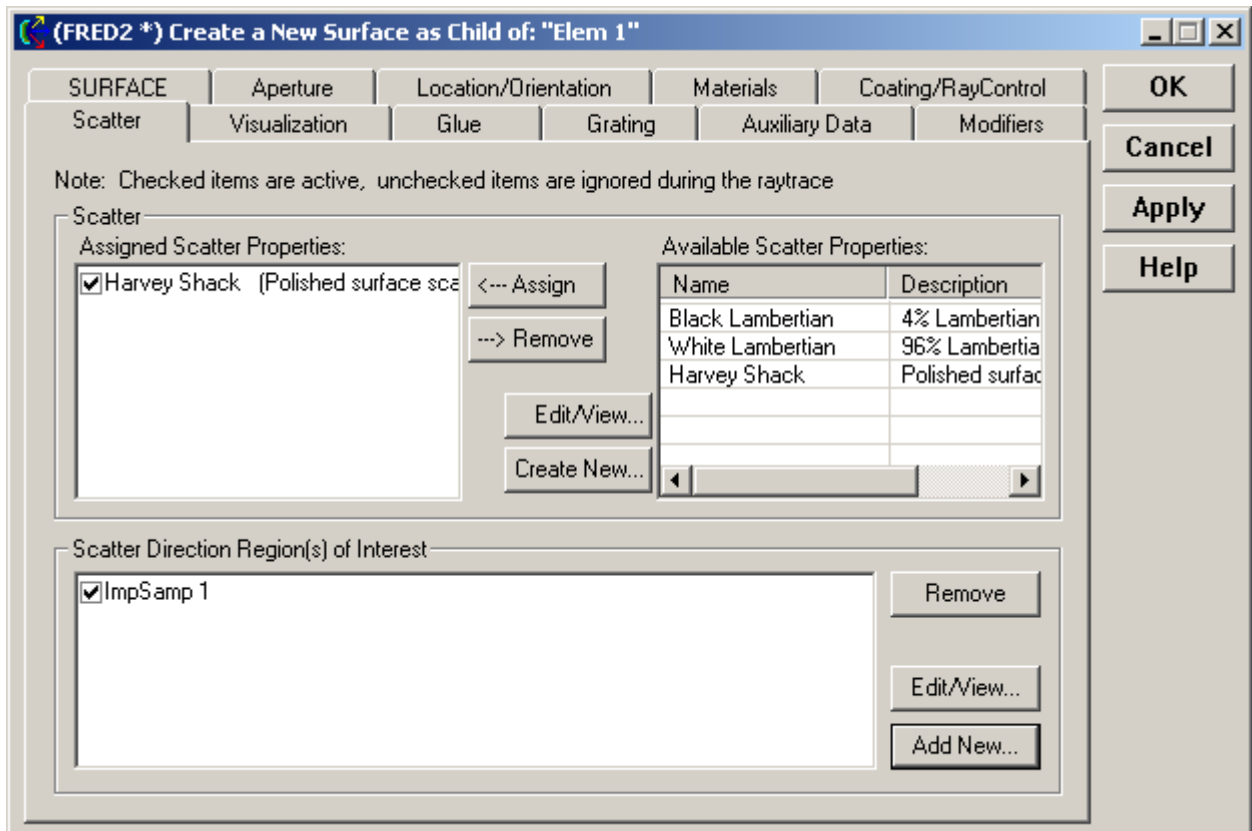 (FRED2 *) Create a New Surface as Child of: "Elem 1"
SURFACE Aperture Location/Orientation Materials Coating/RayControl
Scatter Visualization Glue Grating Auxiliary Data Modifiers
OK
Cancel
Apply
Help
Note: Checked items are active, unchecked items are ignored during the raytrace
Scatter
Assigned Scatter Properties:
Harvey Shack (Polished surface sca
<--- Assign
---> Remove
Edit/View...
Create New...
Available Scatter Properties:
Name Description
Black Lambertian 4% Lambertian
White Lambertian 96% Lambertia
Harvey Shack Polished surfac
Scatter Direction Region(s) of Interest
ImpSamp 1
Remove
Edit/View...
Add New...